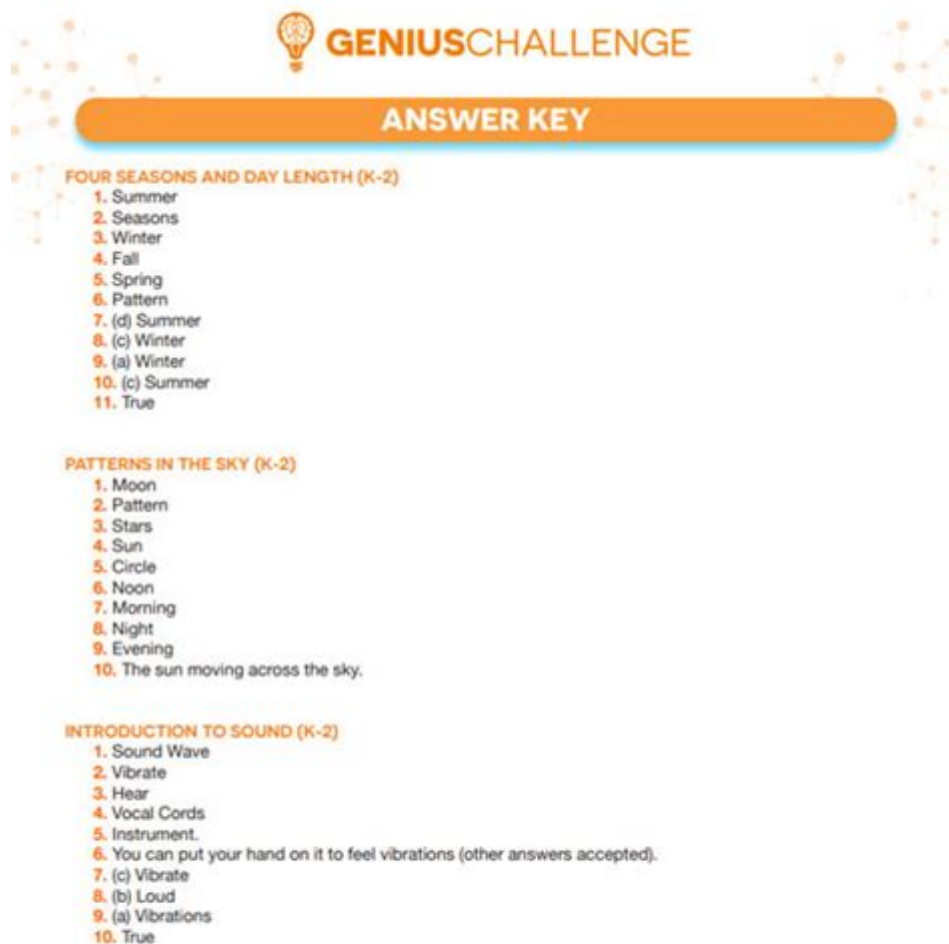 GENIUSCHALLENGE
ANSWER KEY
FOUR SEASONS AND DAY LENGTH (K-2)
1. Summer
2. Seasons
3. Winter
4. Fall
5. Spring
6. Pattern
7. (d) Summer
8. (c) Winter
9. (a) Winter
10. (c) Summer
11. True
PATTERNS IN THE SKY (K-2)
1. Moon
2. Pattern
3. Stars
4. Sun
5. Circle
6. Noon
7. Morning
8. Night
9. Evening
10. The sun moving across the sky.
INTRODUCTION TO SOUND (K-2)
1. Sound Wave
2. Vibrate
3. Hear
4. Vocal Cords
5. Instrument.
6. You can put your hand on it to feel vibrations (other answers accepted).
7. (c) Vibrate
8. (b) Loud
9. (a) Vibrations
10. True